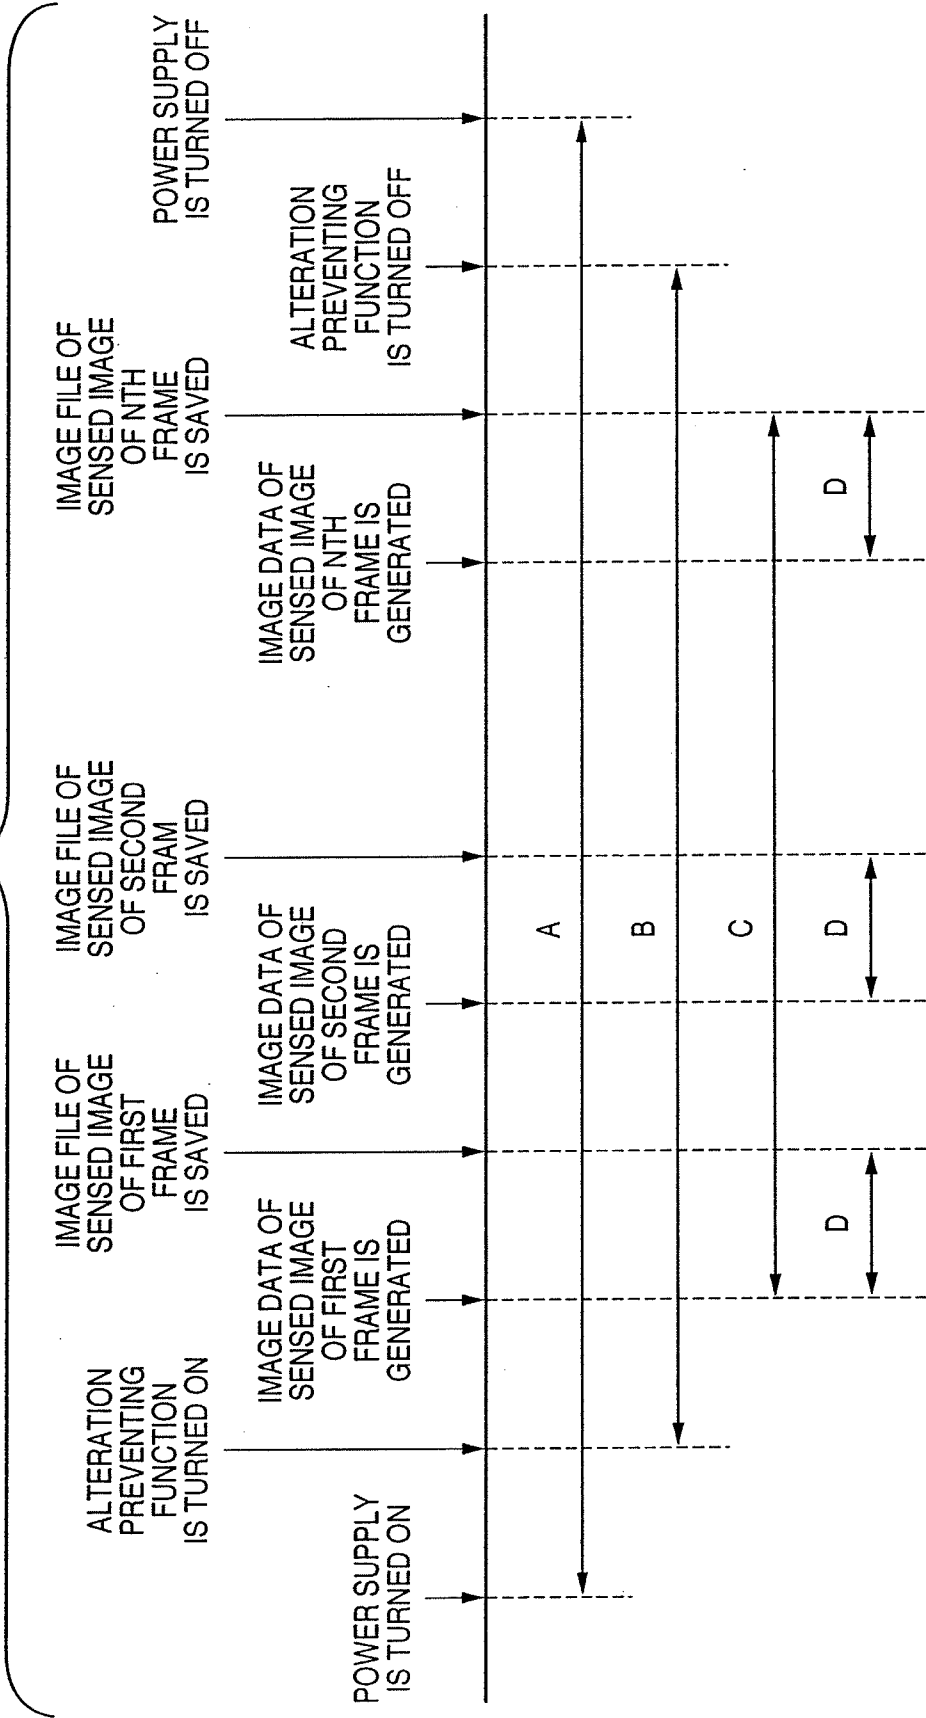 POWER SUPPLY
IS TURNED ON
ALTERATION
PREVENTING
FUNCTION
IS TURNED ON
IMAGE DATA OF
SENSED IMAGE
OF FIRST
FRAME IS
GENERATED
IMAGE FILE OF
SENSED IMAGE
OF FIRST
FRAME
IS SAVED
IMAGE DATA OF
SENSED IMAGE
OF SECOND
FRAME IS
GENERATED
IMAGE FILE OF
SENSED IMAGE
OF SECOND
FRAM
IS SAVED
IMAGE DATA OF
SENSED IMAGE
OF NTH
FRAME IS
GENERATED
IMAGE FILE OF
SENSED IMAGE
OF NTH
FRAME
IS SAVED
ALTERATION
PREVENTING
FUNCTION
IS TURNED OFF
POWER SUPPLY
IS TURNED OFF
A
B
C
D
D
D